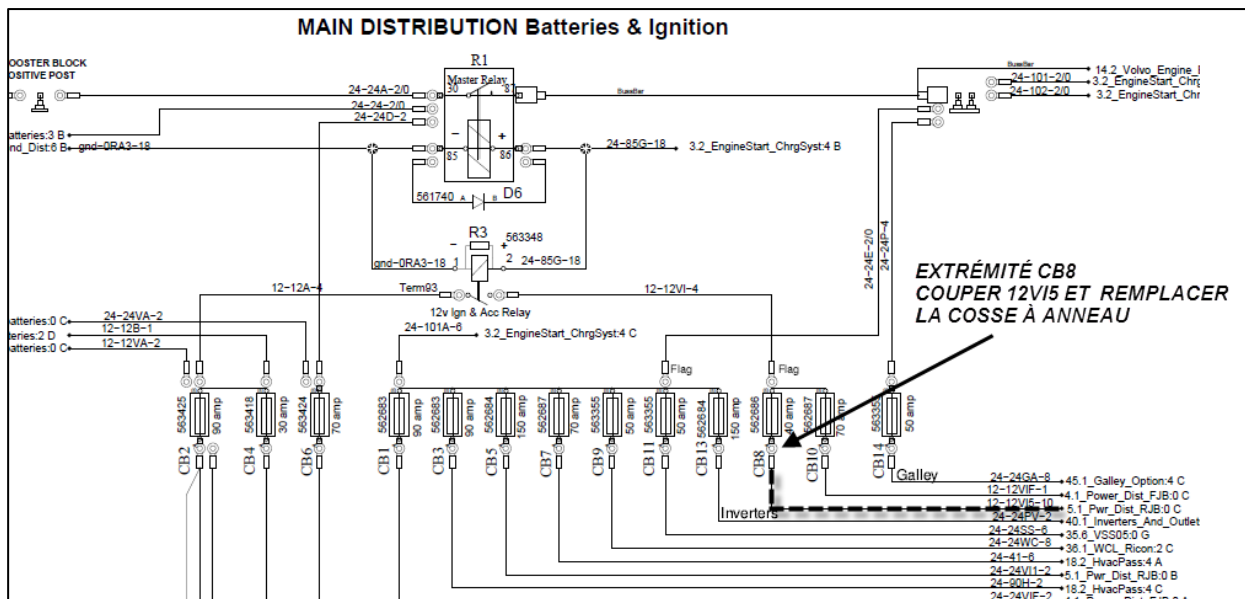 MAIN DISTRIBUTION Batteries & Ignition
OOSTER BLOCK
OSITIVE POST
R1
Master Relay
30
87
24-24A-2/0
24-24-2/0
24-24D-2
BussBar
BussBar
14.2_Volvo_Engine_
24-101-2/0
3.2_EngineStart_Chrg
24-102-2/0
3.2_EngineStart_Chr
atteries:3 B
nd_Dist:6 B
gnd-0RA3-18
85
86
24-85G-18
3.2_EngineStart_ChrgSyst:4 B
561740
A
B
D6
R3
563348
gnd-0RA3-18
1
2
24-85G-18
24-24E-2/0
24-24P-4
EXTRÉMITÉ CB8
COUPER 12VI5 ET REMPLACER
LA COSSE À ANNEAU
12-12A-4
Term93
12-12VI-4
12v Ign & Acc Relay
atteries:0 C
24-24VA-2
teries:2 D
12-12B-1
atteries:0 C
12-12VA-2
24-101A-6
3.2_EngineStart_ChrgSyst:4 C
Flag
Flag
563425
90 amp
563418
30 amp
563424
70 amp
562683
90 amp
562683
90 amp
562684
150 amp
562687
70 amp
563355
50 amp
563355
50 amp
562684
150 amp
562686
40 amp
562687
70 amp
50 amp
CB2
CB4
CB6
CB1
CB3
CB5
CB7
CB9
CB11
CB13
CB8
CB10
CB14
Galley
Inverters
24-24GA-8
45.1_Galley_Option:4 C
12-12VIF-1
4.1_Power_Dist_FJB:0 C
12-12VI5-10
5.1_Pwr_Dist_RJB:0 C
24-24PV-2
40.1_Inverters_And_Outlet
24-24SS-6
35.6_VSS05:0 G
24-24WC-8
36.1_WCL_Ricon:2 C
24-41-6
18.2_HvacPass:4 A
24-24VI1-2
5.1_Pwr_Dist_RJB:0 B
24-90H-2
18.2_HvacPass:4 C
24-24VIF-2